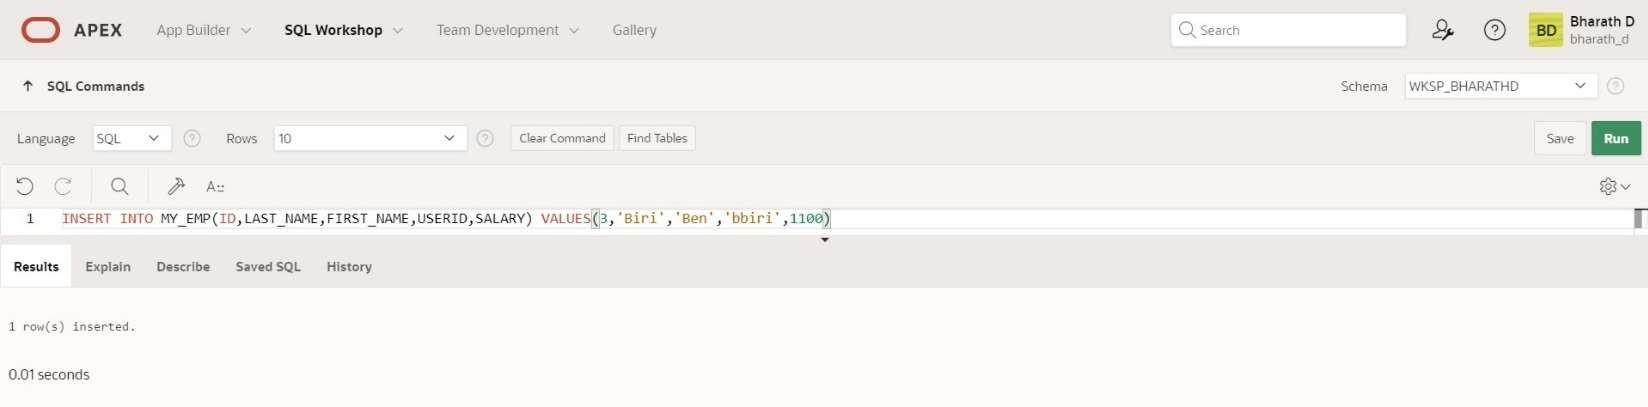 APEX App Builder SQL Workshop Team Development Gallery Search BD Bharath D
bharath_d
SQL Commands Schema WKSP_BHARATHD
Language SQL Rows 10 Clear Command Find Tables Save Run
A::
1 INSERT INTO MY_EMP(ID,LAST_NAME,FIRST_NAME,USERID,SALARY) VALUES(3,'Biri','Ben','bbiri',1100)
Results Explain Describe Saved SQL History
1 row(s) inserted.
0.01 seconds